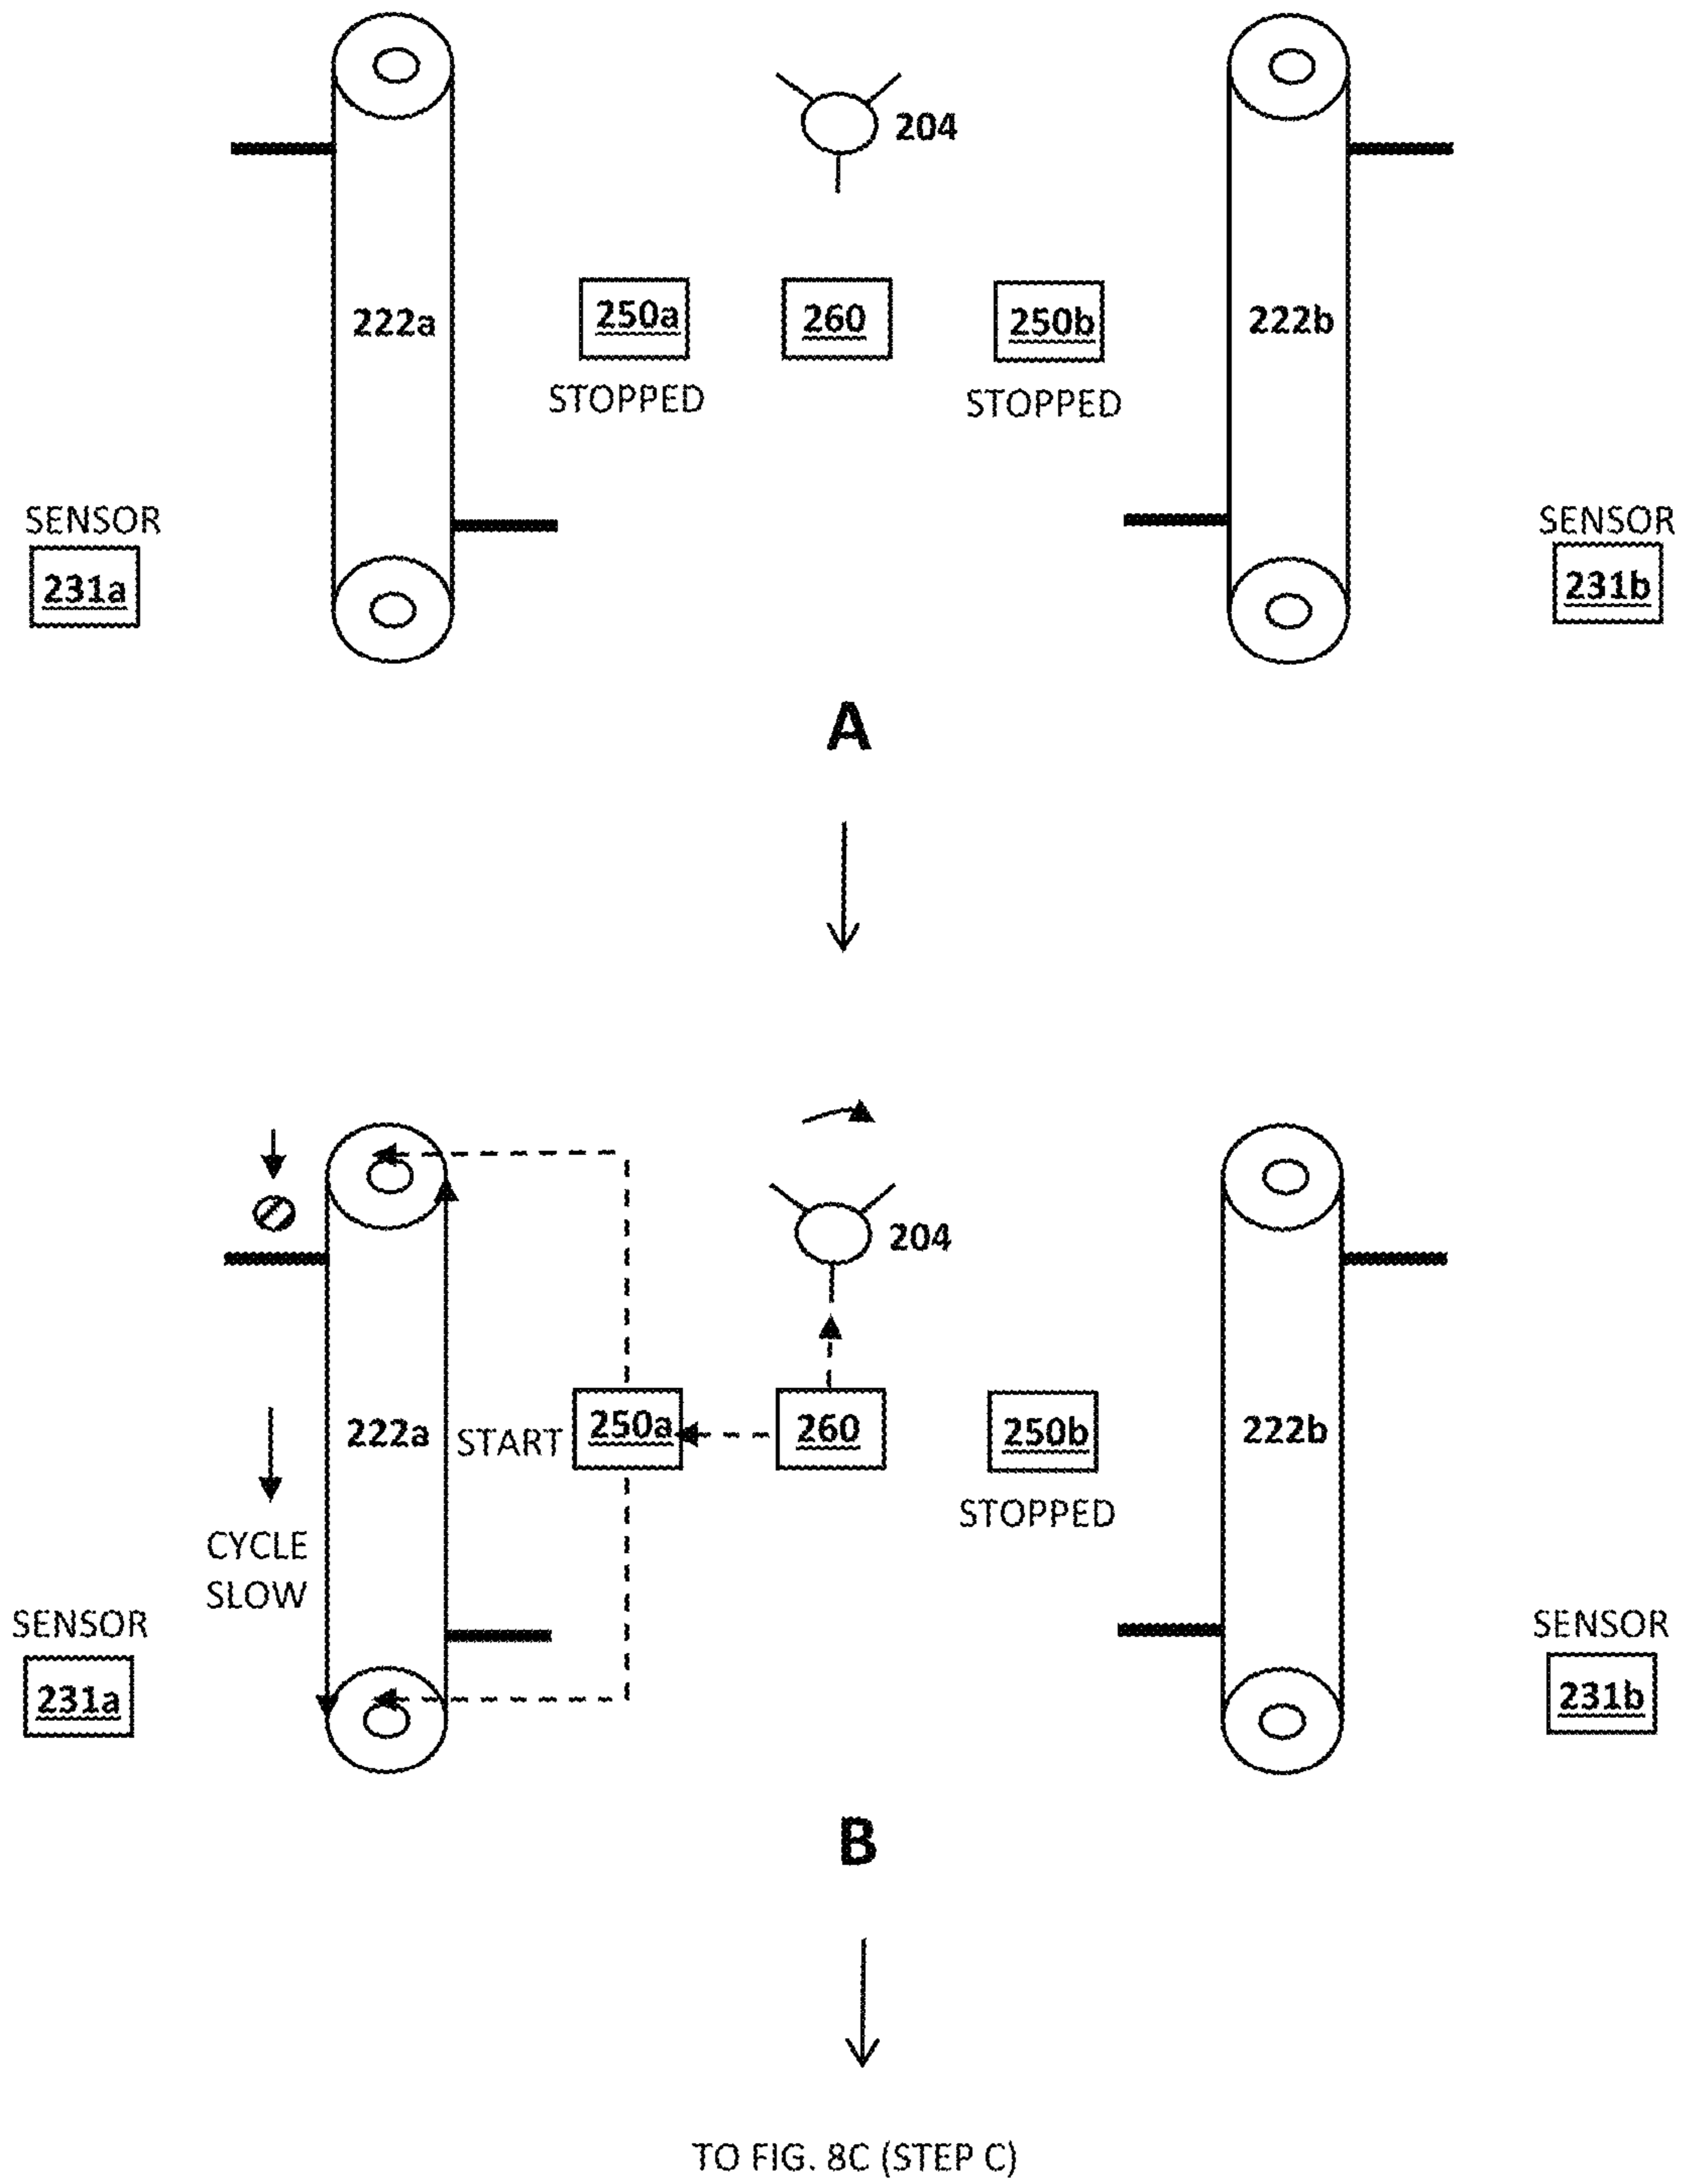 204
222a
250a
260
250b
222b
STOPPED
STOPPED
SENSOR
231a
SENSOR
231b
A
204
222a
START
250a
260
250b
222b
STOPPED
CYCLE
SLOW
SENSOR
231a
SENSOR
231b
B
TO FIG. 8C (STEP C)